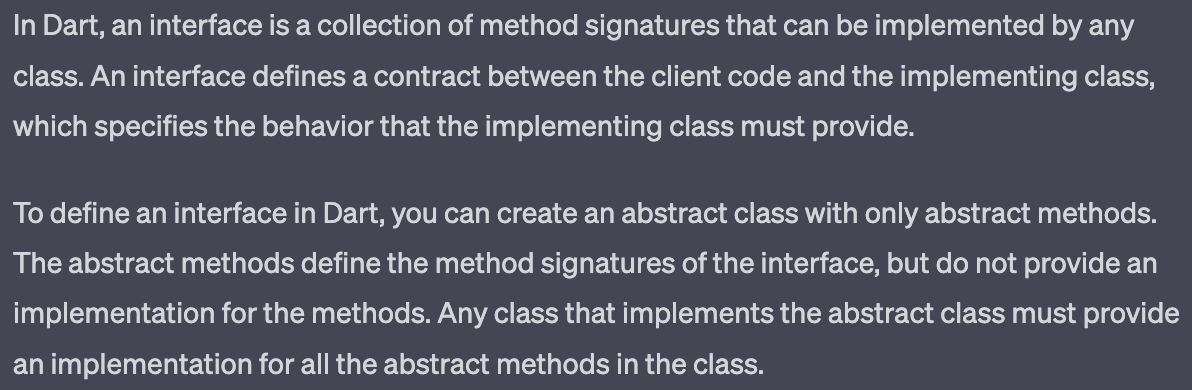 In Dart, an interface is a collection of method signatures that can be implemented by any
class. An interface defines a contract between the client code and the implementing class,
which specifies the behavior that the implementing class must provide.
To define an interface in Dart, you can create an abstract class with only abstract methods.
The abstract methods define the method signatures of the interface, but do not provide an
implementation for the methods. Any class that implements the abstract class must provide
an implementation for all the abstract methods in the class.